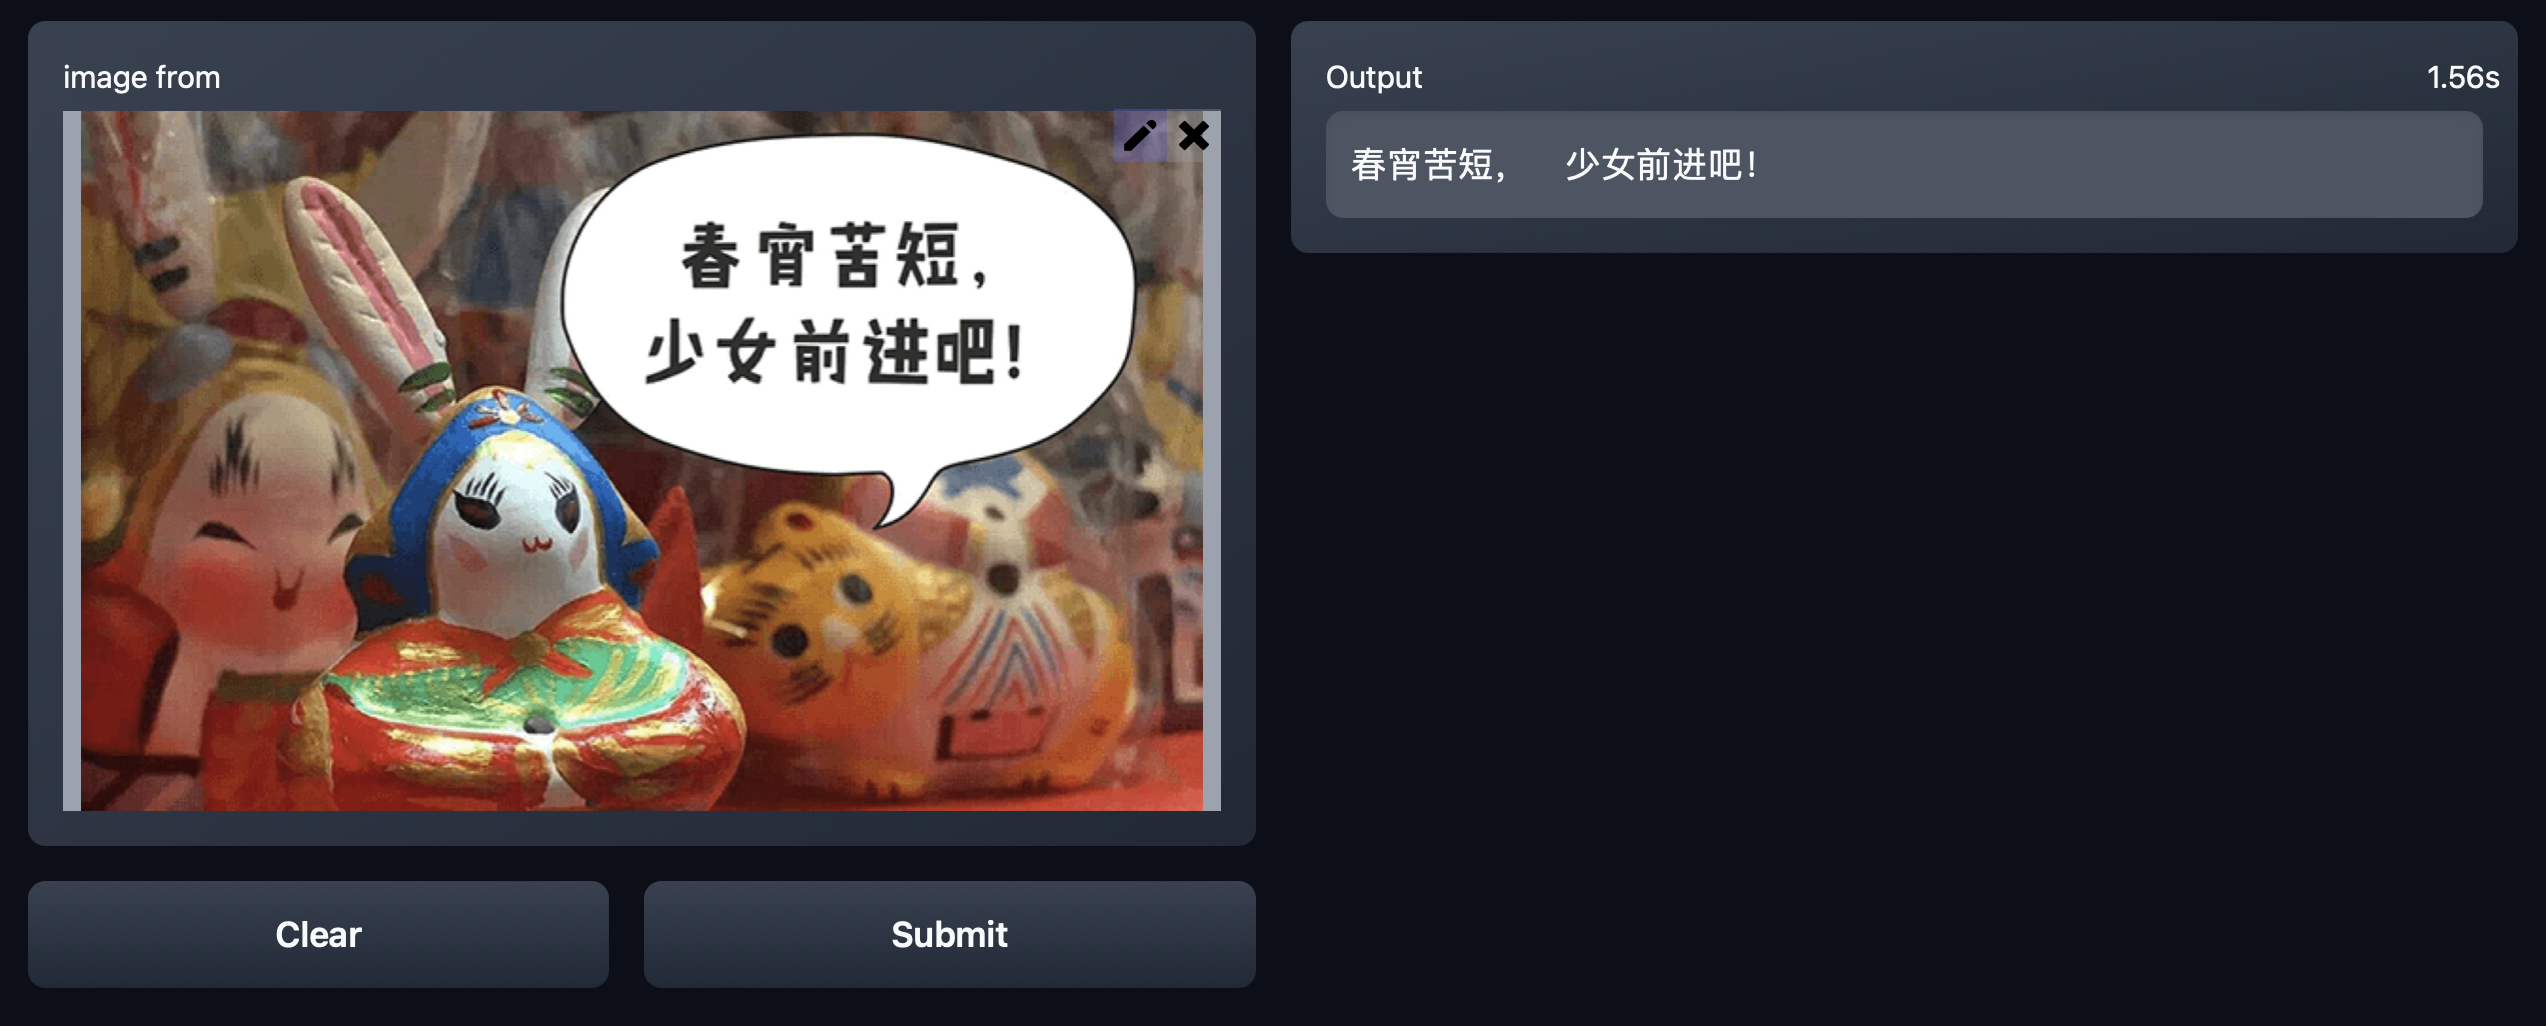 image from
春宵苦短，
少女前进吧！
Clear
Submit
Output
1.56s
春宵苦短， 少女前进吧！